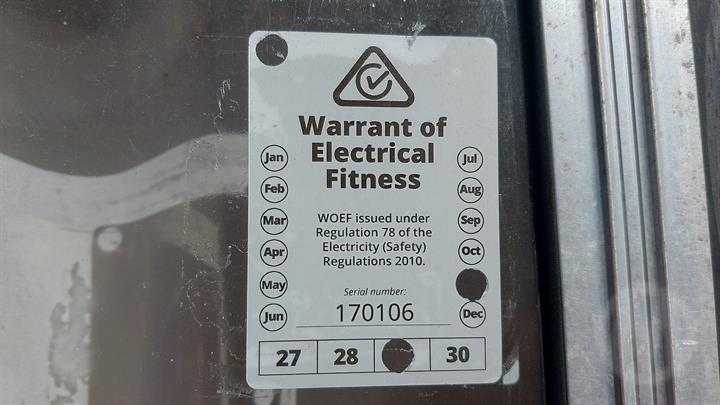 Warrant of
Electrical
Fitness
Jan
Feb
Mar
Apr
May
Jun
Jul
Aug
Sep
Oct
Dec
WOEF issued under
Regulation 78 of the
Electricity (Safety)
Regulations 2010.
Serial number:
170106
27 28 30